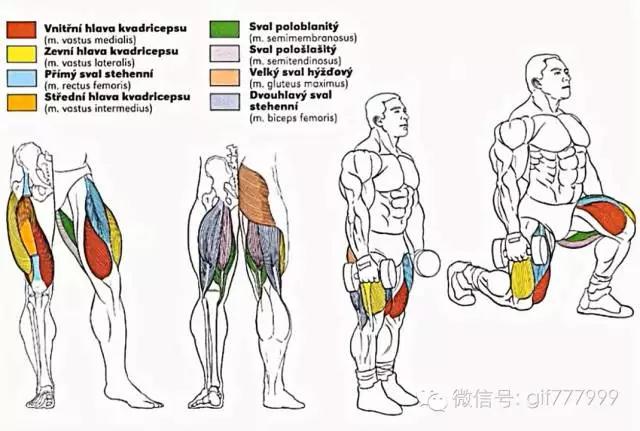 Vnitřní hlava kvadricepsu
(m. vastus medialis)
Zevní hlava kvadricepsu
(m. vastus lateralis)
Přímý sval stehenní
(m. rectus femoris)
Střední hlava kvadricepsu
(m. vastus intermedius)
Sval poloblanitý
(m. semimembranosus)
Sval pološlašitý
(m. semitendinosus)
Velký sval hýžďový
(m. gluteus maximus)
Dvouhlavý sval
stehenní
(m. biceps femoris)
微信号: gif777999